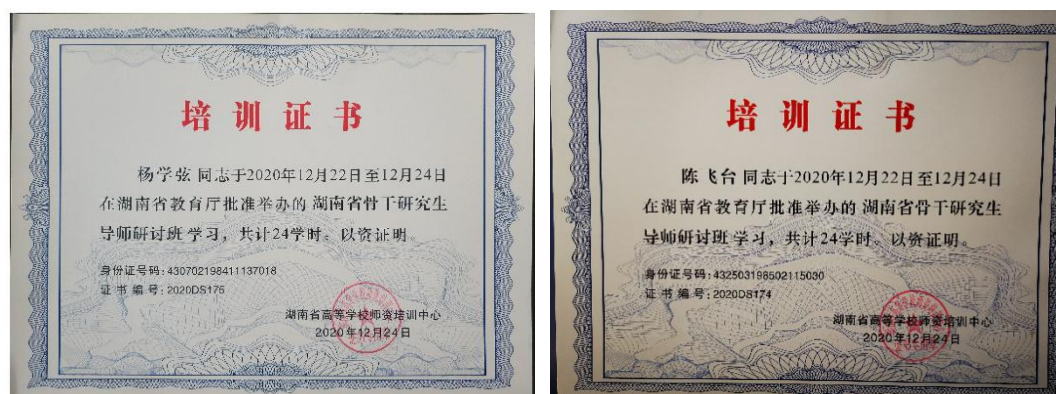 培训证书
杨学弦 同志于2020年12月22日至12月24日
在湖南省教育厅批准举办的 湖南省骨干研究生
导师研讨班 学习，共计24学时。以资证明。
身份证号码：430702198411137018
证书编号：2020DS175
湖南省高等学校师资培训中心
2020年12月24日
培训证书
陈飞台 同志于2020年12月22日至12月24日
在湖南省教育厅批准举办的 湖南省骨干研究生
导师研讨班 学习，共计24学时。以资证明。
身份证号码：432503198502115030
证书编号：2020DS174
湖南省高等学校师资培训中心
2020年12月24日